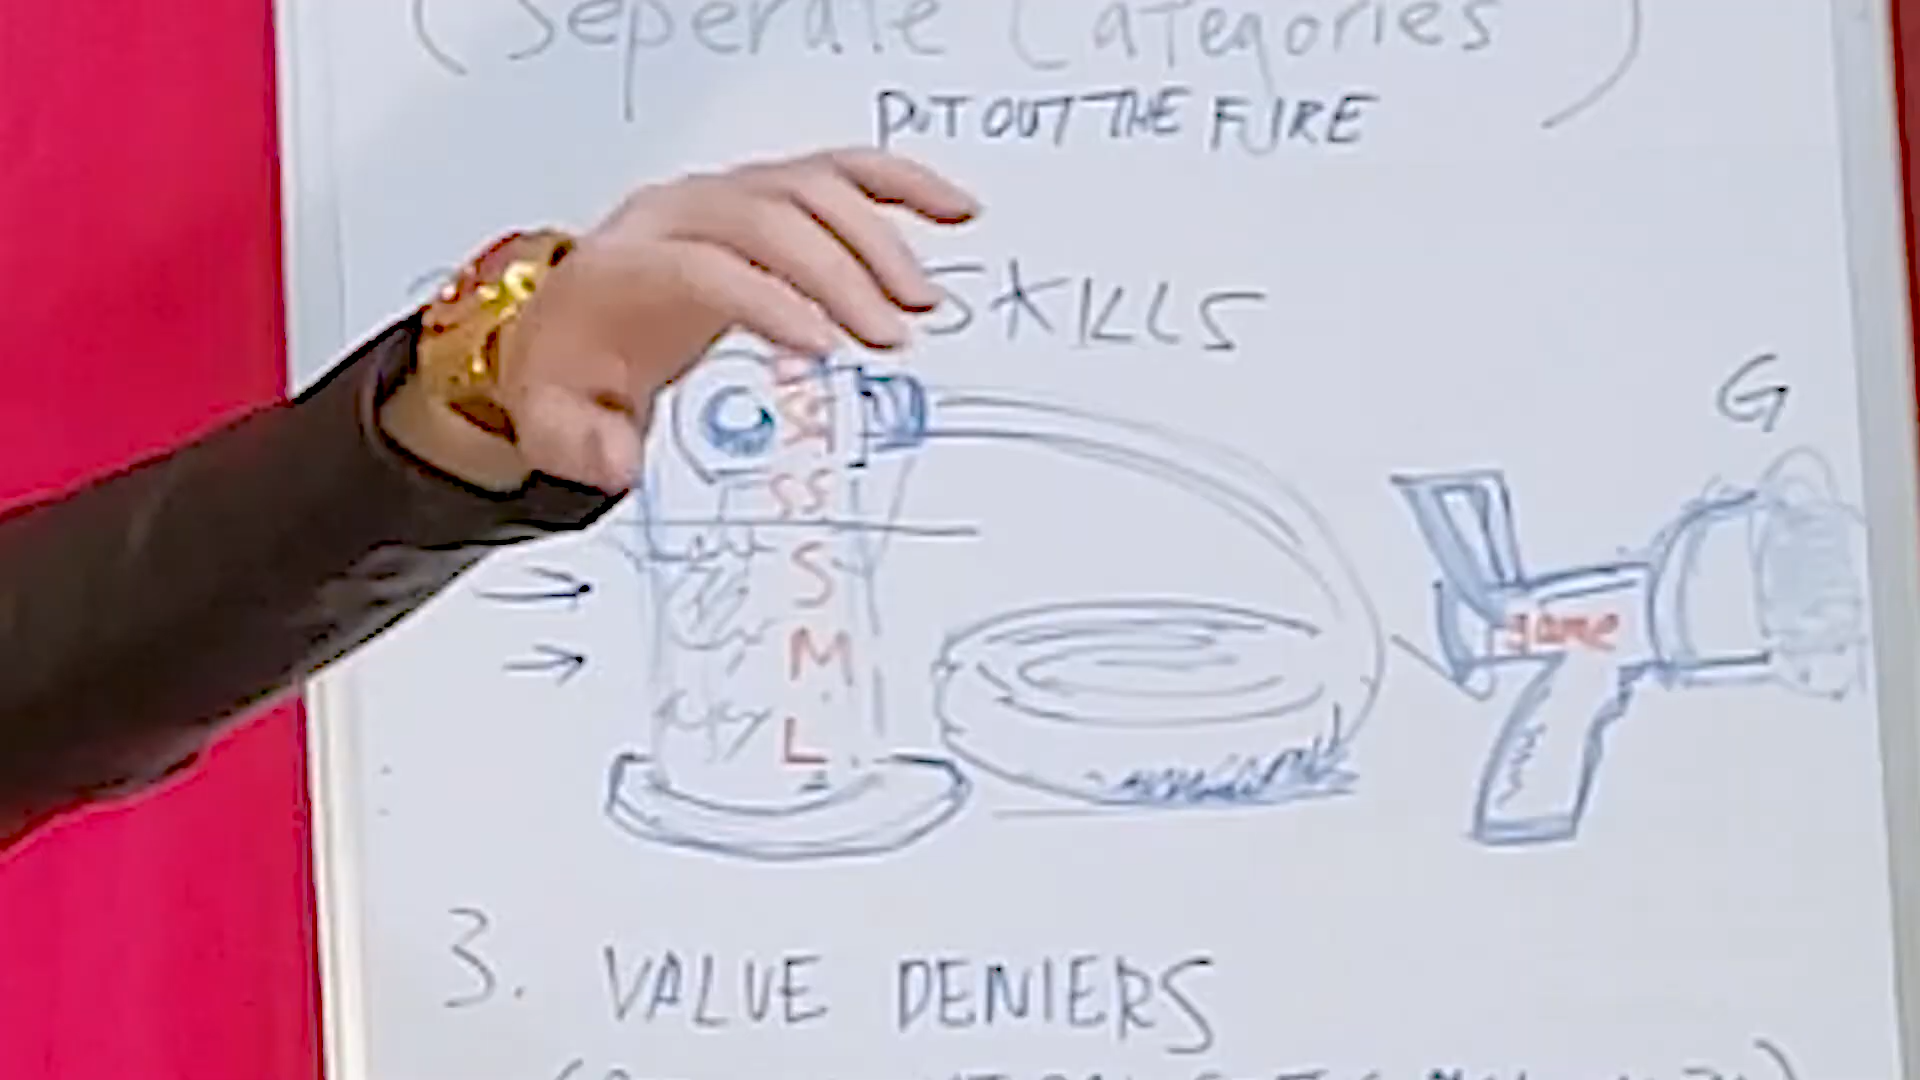 (Seperate Categories)
PUT OUT THE FIRE
SKILLS
G
SS
S
game
M
L
3. VALUE DENIERS